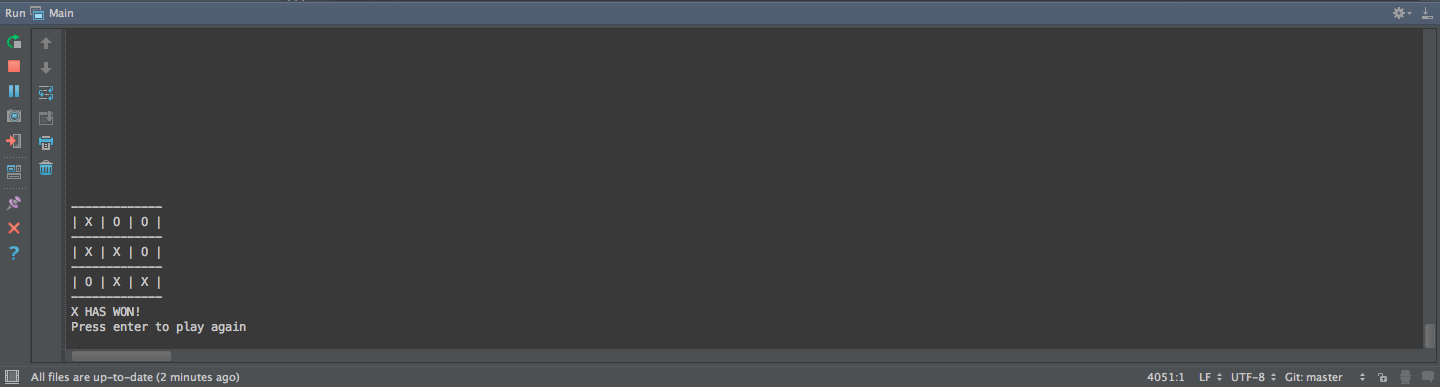 Run Main
-------------
| X | O | O |
-------------
| X | X | O |
-------------
| O | X | X |
-------------
X HAS WON!
Press enter to play again
All files are up-to-date (2 minutes ago) 4051:1 LF UTF-8 Git: master